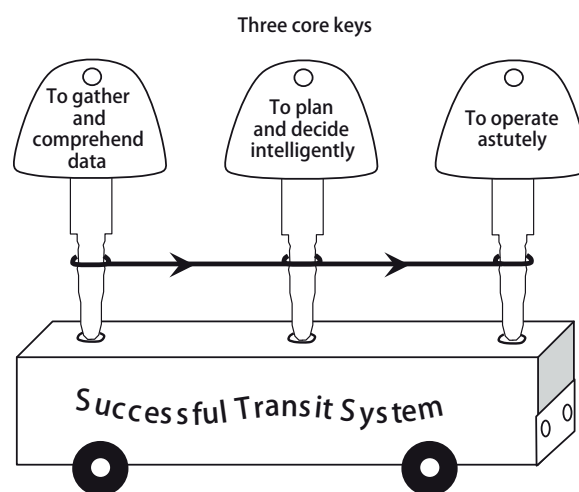 Three core keys
To gather
and
comprehend
data
To plan
and decide
intelligently
To operate
astutely
Successful Transit System